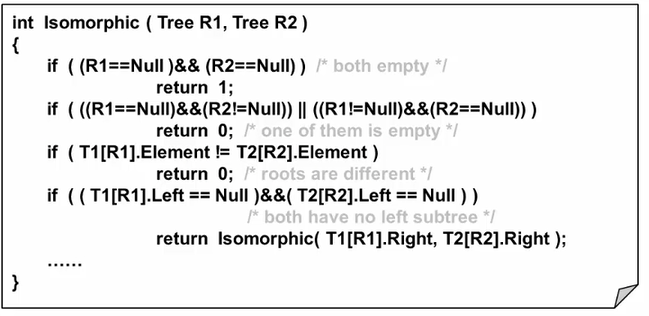 int Isomorphic ( Tree R1, Tree R2 )
{
if ( (R1==Null )&& (R2==Null) ) /* both empty */
return 1;
if ( ((R1==Null)&&(R2!=Null)) || ((R1!=Null)&&(R2==Null)) )
return 0; /* one of them is empty */
if ( T1[R1].Element != T2[R2].Element )
return 0; /* roots are different */
if ( ( T1[R1].Left == Null )&&( T2[R2].Left == Null ) )
/* both have no left subtree */
return Isomorphic( T1[R1].Right, T2[R2].Right );
……
}